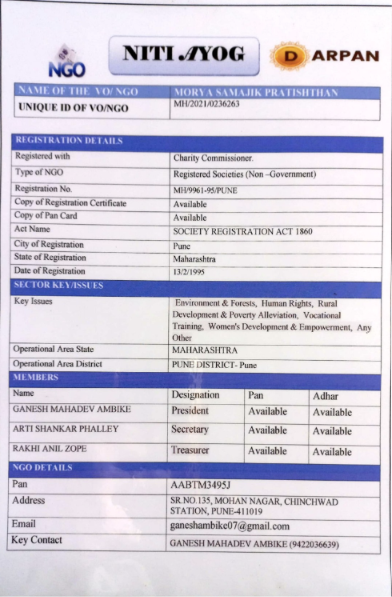 NGO
NITI AYOG
D ARPAN
NAME OF THE VO/ NGO MORYA SAMAJIK PRATISHTHAN
UNIQUE ID OF VO/NGO MH/2021/0236263
REGISTRATION DETAILS
Registered with Charity Commissioner.
Type of NGO Registered Societies (Non –Government)
Registration No. MH/9961-95/PUNE
Copy of Registration Certificate Available
Copy of Pan Card Available
Act Name SOCIETY REGISTRATION ACT 1860
City of Registration Pune
State of Registration Maharashtra
Date of Registration 13/2/1995
SECTOR KEY/ISSUES
Key Issues Environment & Forests, Human Rights, Rural
Development & Poverty Alleviation, Vocational
Training, Women's Development & Empowerment, Any
Other
Operational Area State MAHARASHTRA
Operational Area District PUNE DISTRICT- Pune
MEMBERS
Name Designation Pan Adhar
GANESH MAHADEV AMBIKE President Available Available
ARTI SHANKAR PHALLEY Secretary Available Available
RAKHI ANIL ZOPE Treasurer Available Available
NGO DETAILS
Pan AABTM3495J
Address SR.NO.135, MOHAN NAGAR, CHINCHWAD
STATION, PUNE-411019
Email ganeshambike07@gmail.com
Key Contact GANESH MAHADEV AMBIKE (9422036639)